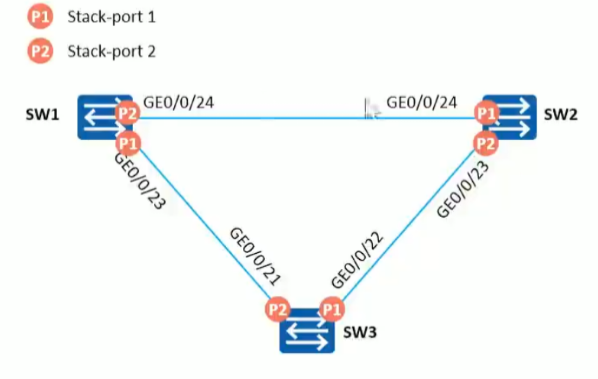 P1 Stack-port 1
P2 Stack-port 2
SW1
P2
GE0/0/24
GE0/0/24
P1
SW2
P1
P2
GE0/0/23
GE0/0/23
GE0/0/21
GE0/0/22
P2
P1
SW3